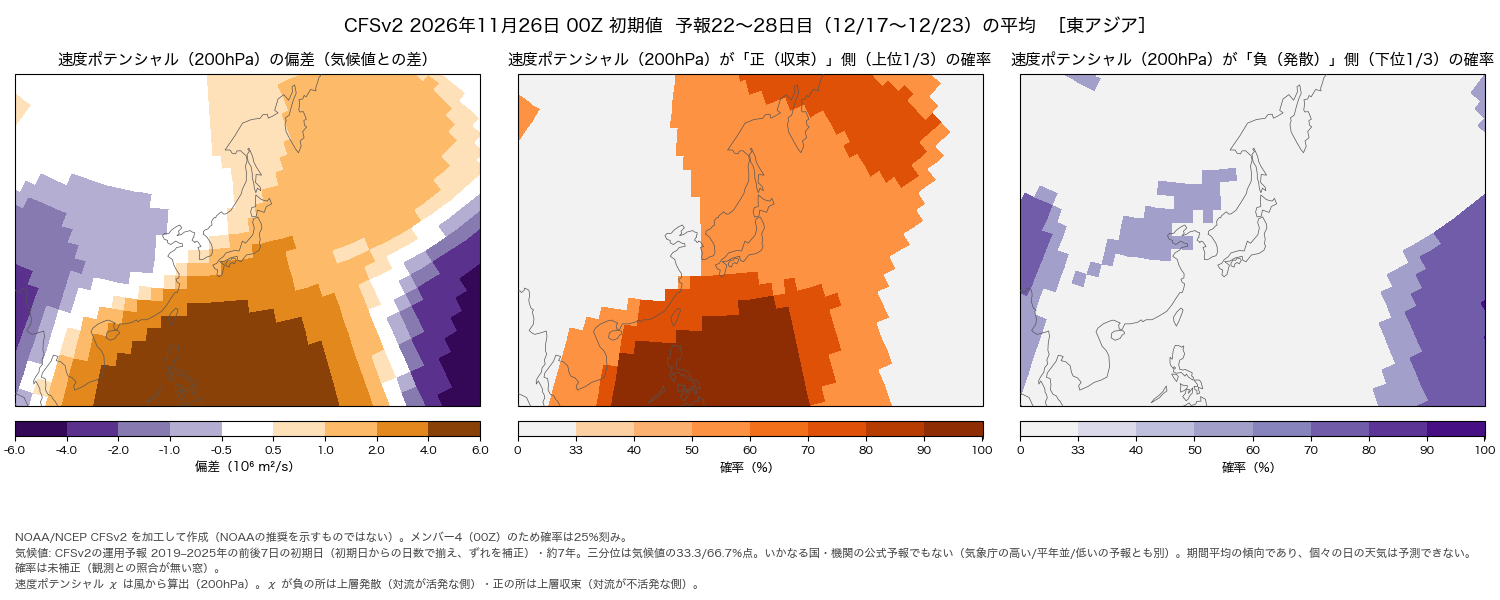 CFSv2 2026年11月26日 00Z 初期値 予報22〜28日目（12/17〜12/23）の平均 ［東アジア］
速度ポテンシャル（200hPa）の偏差（気候値との差）
速度ポテンシャル（200hPa）が「正（収束）」側（上位1/3）の確率
速度ポテンシャル（200hPa）が「負（発散）」側（下位1/3）の確率
-6.0 -4.0 -2.0 -1.0 -0.5 0.5 1.0 2.0 4.0 6.0
偏差（10⁶ m²/s）
0 33 40 50 60 70 80 90 100
確率（%）
0 33 40 50 60 70 80 90 100
確率（%）
NOAA/NCEP CFSv2 を加工して作成（NOAAの推奨を示すものではない）。メンバー4（00Z）のため確率は25%刻み。
気候値: CFSv2の運用予報 2019–2025年の前後7日の初期日（初期日からの日数で揃え、ずれを補正）・約7年。三分位は気候値の33.3/66.7%点。いかなる国・機関の公式予報でもない（気象庁の高い/平年並/低いの予報とも別）。期間平均の傾向であり、個々の日の天気は予測できない。
確率は未補正（観測との照合が無い窓）。
速度ポテンシャル χ は風から算出（200hPa）。χ が負の所は上層発散（対流が活発な側）・正の所は上層収束（対流が不活発な側）。